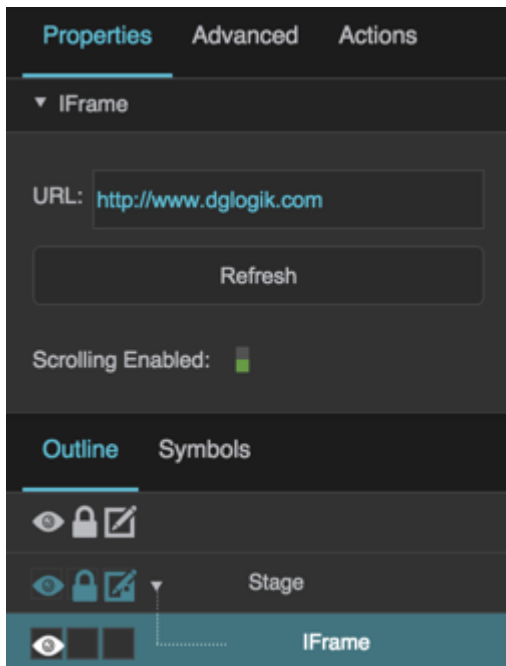 Properties Advanced Actions
IFrame
URL: http://www.dglogik.com
Refresh
Scrolling Enabled:
Outline Symbols
Stage
IFrame